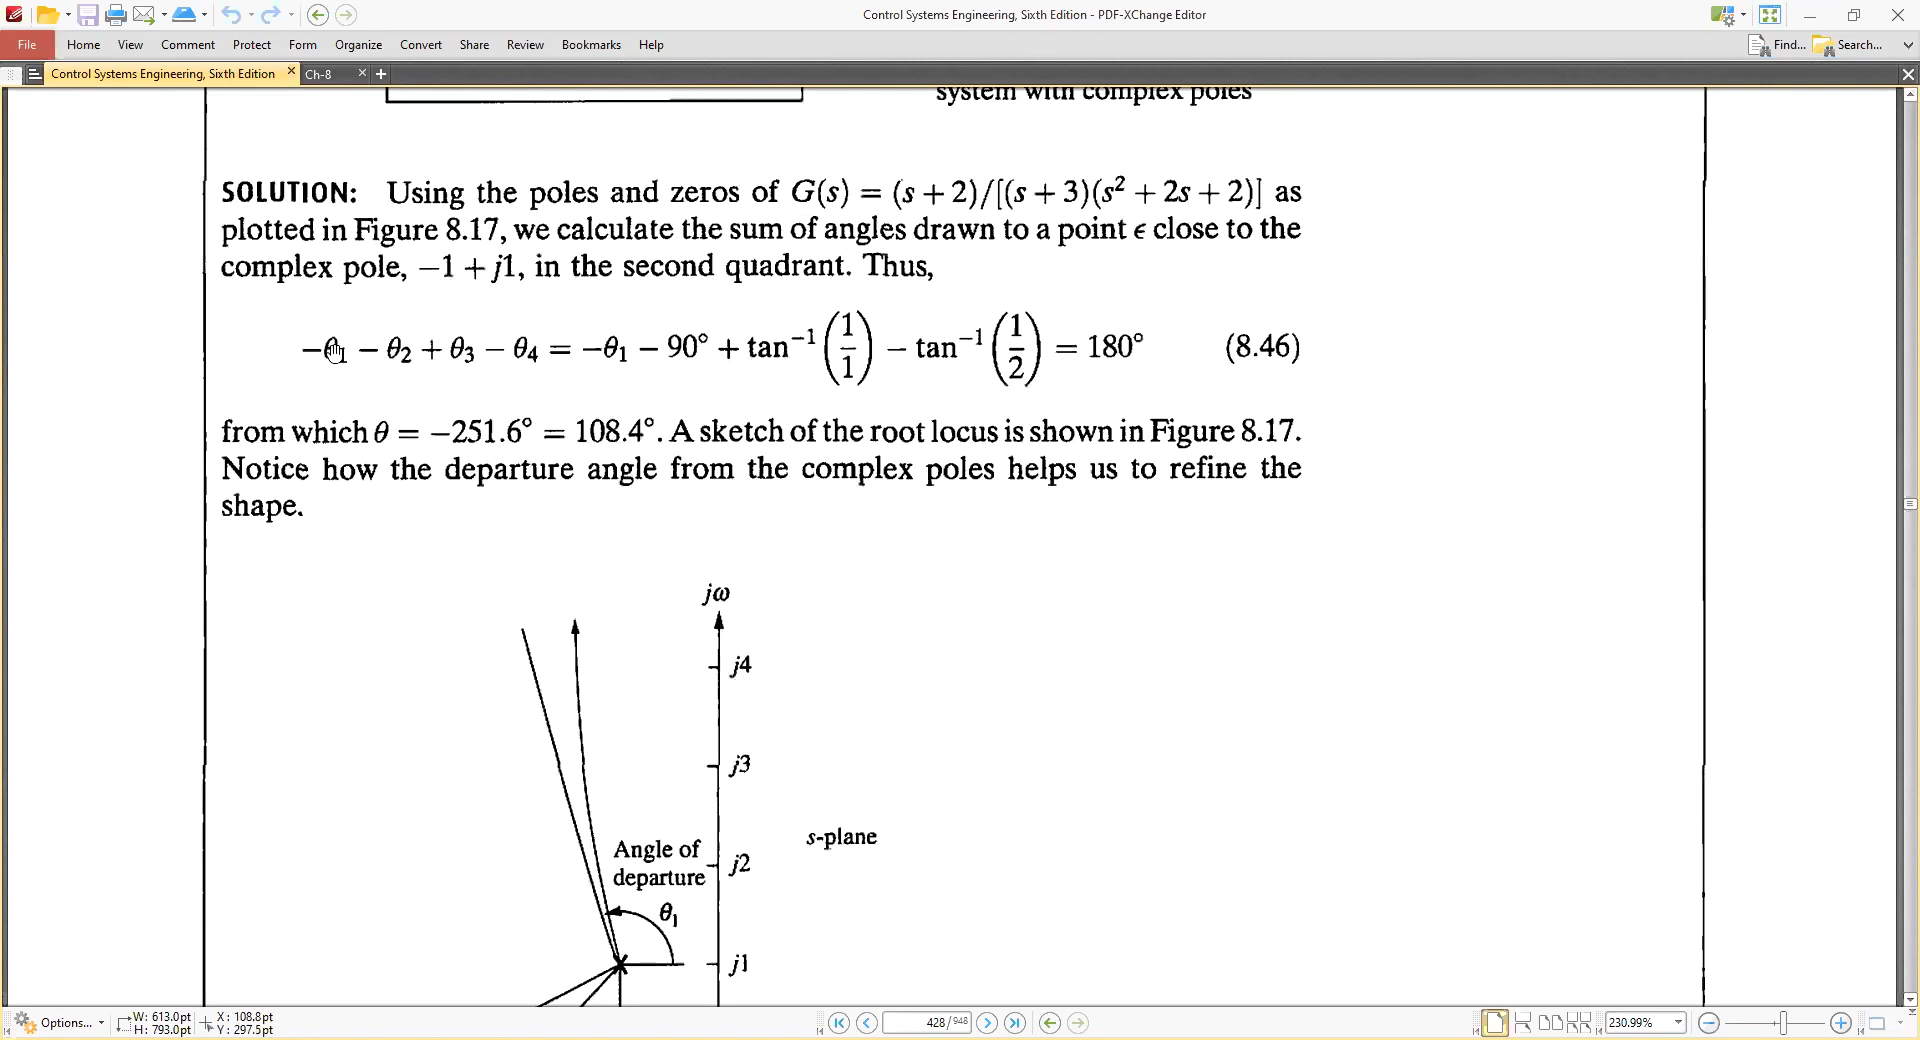 Control Systems Engineering, Sixth Edition - PDF-XChange Editor
File Home View Comment Protect Form Organize Convert Share Review Bookmarks Help Find... Search...
Control Systems Engineering, Sixth Edition × Ch-8 × +
system with complex poles
SOLUTION: Using the poles and zeros of G(s) = (s + 2)/[(s + 3)(s² + 2s + 2)] as
plotted in Figure 8.17, we calculate the sum of angles drawn to a point ϵ close to the
complex pole, −1 + j1, in the second quadrant. Thus,
−θ₁ − θ₂ + θ₃ − θ₄ = −θ₁ − 90° + tan⁻¹(1/1) − tan⁻¹(1/2) = 180° (8.46)
from which θ = −251.6° = 108.4°. A sketch of the root locus is shown in Figure 8.17.
Notice how the departure angle from the complex poles helps us to refine the
shape.
jω
j4
j3
s-plane
Angle of
departure
j2
θ₁
j1
Options... W: 613.0pt H: 793.0pt X: 108.8pt Y: 297.5pt 428 / 948 230.99%